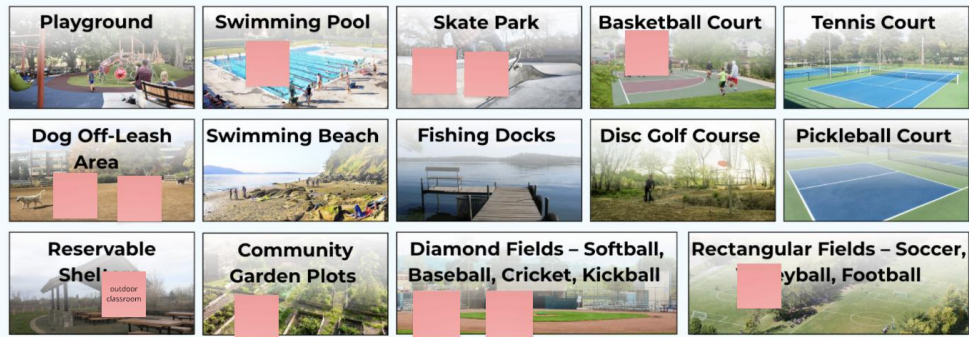 Playground
Swimming Pool
Skate Park
Basketball Court
Tennis Court
Dog Off-Leash
Area
Swimming Beach
Fishing Docks
Disc Golf Course
Pickleball Court
Reservable
outdoor
classroom
Community
Garden Plots
Diamond Fields – Softball,
Baseball, Cricket, Kickball
Rectangular Fields – Soccer,
Football